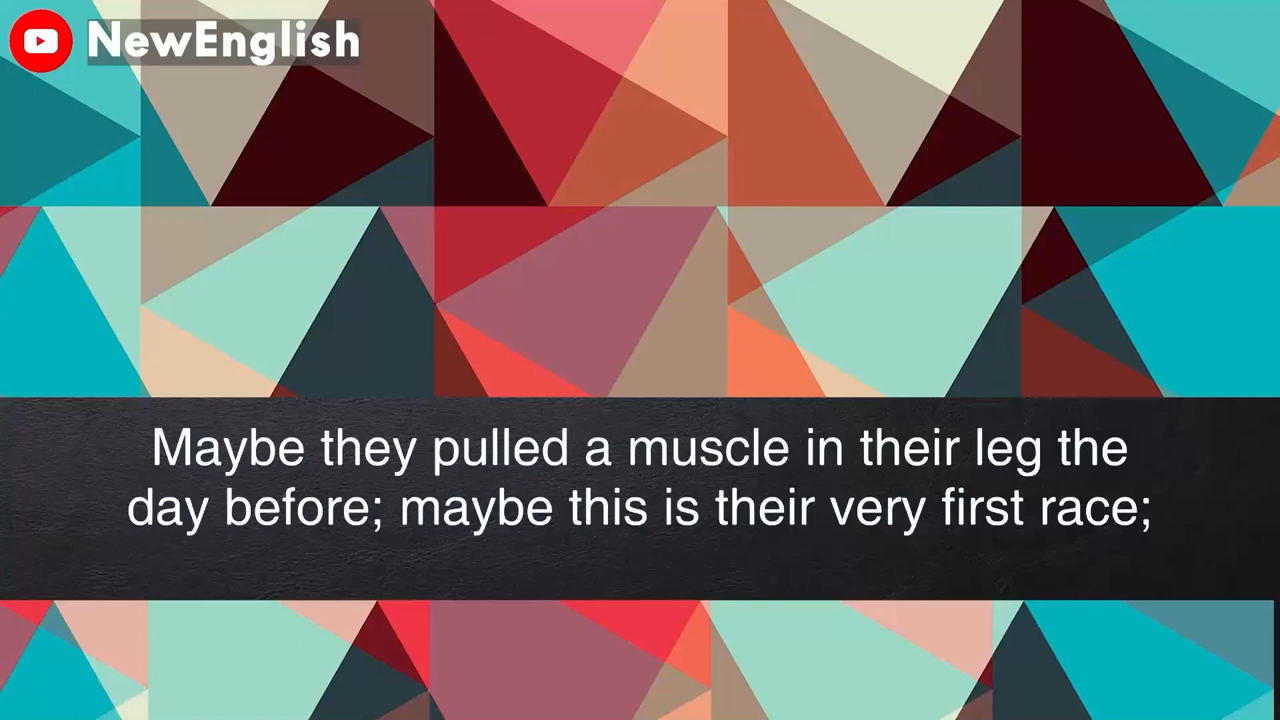 NewEnglish
Maybe they pulled a muscle in their leg the
day before; maybe this is their very first race;